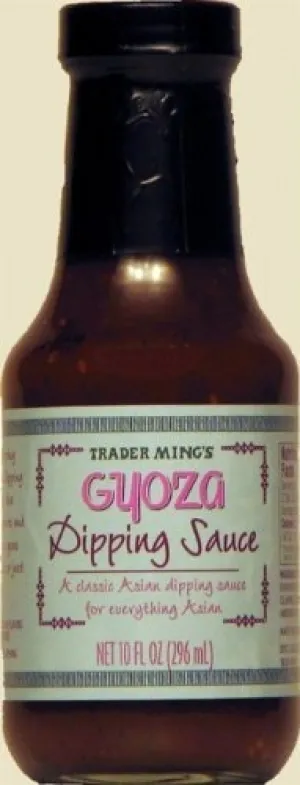 TRADER MING'S
GYOZA
Dipping Sauce
A classic Asian dipping sauce
for everything Asian
NET 10 FL OZ (296 mL)